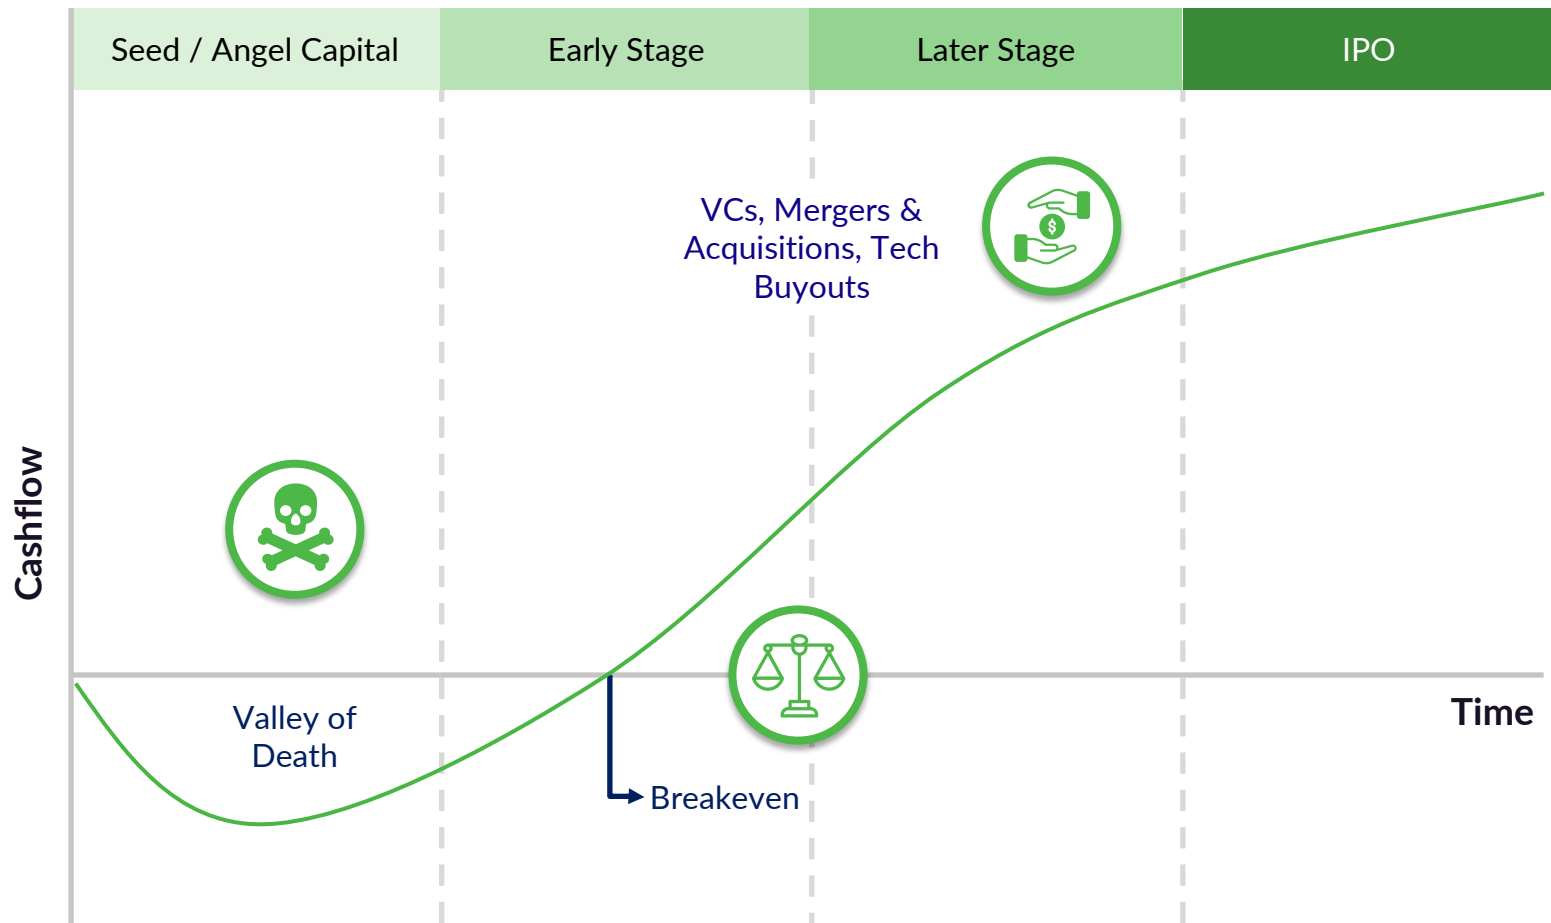 Seed / Angel Capital
Early Stage
Later Stage
IPO
VCs, Mergers &
Acquisitions, Tech
Buyouts
$
Cashflow
Valley of
Death
Time
Breakeven